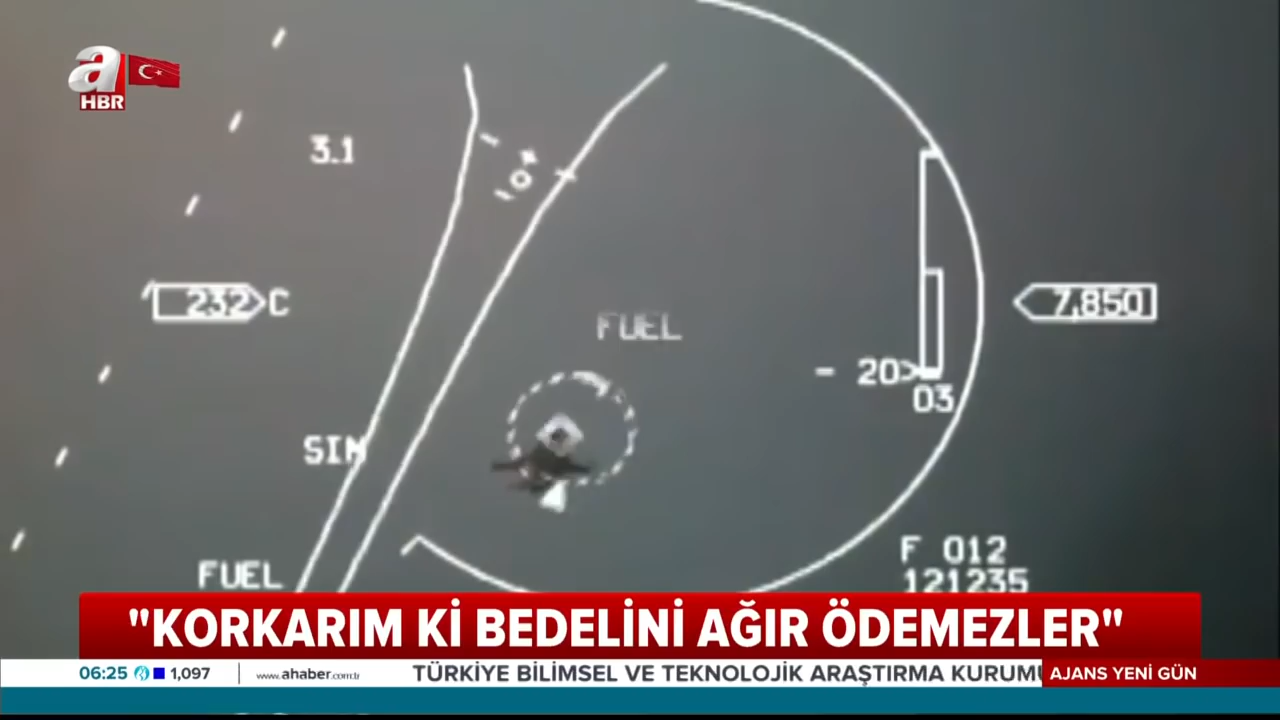 a
HBR
3.1
232 C
7,850
FUEL
- 20>
03
SIM
F 012
FUEL
121235
"KORKARIM Kİ BEDELİNİ AĞIR ÖDEMEZLER"
06:25 1,097 www.ahaber.com.tr TÜRKİYE BİLİMSEL VE TEKNOLOJİK ARAŞTIRMA KURUMU AJANS YENİ GÜN